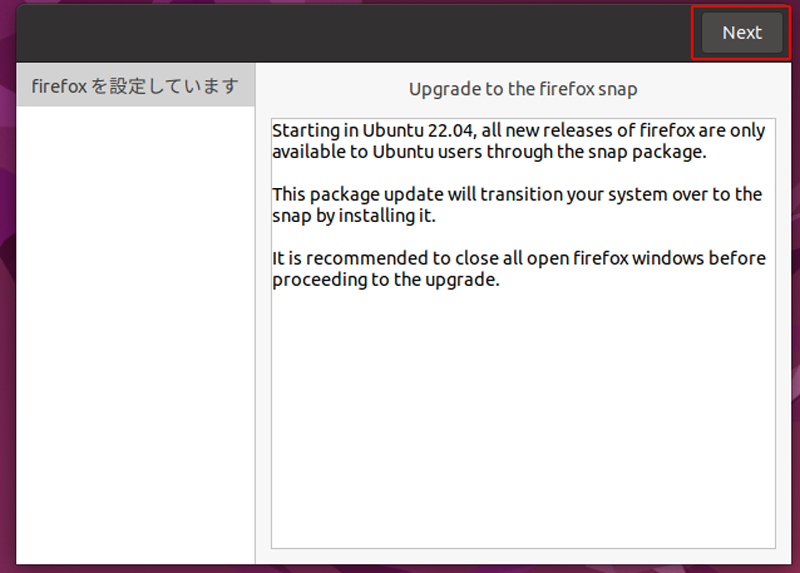 Next
firefox を設定しています
Upgrade to the firefox snap
Starting in Ubuntu 22.04, all new releases of firefox are only
available to Ubuntu users through the snap package.
This package update will transition your system over to the
snap by installing it.
It is recommended to close all open firefox windows before
proceeding to the upgrade.